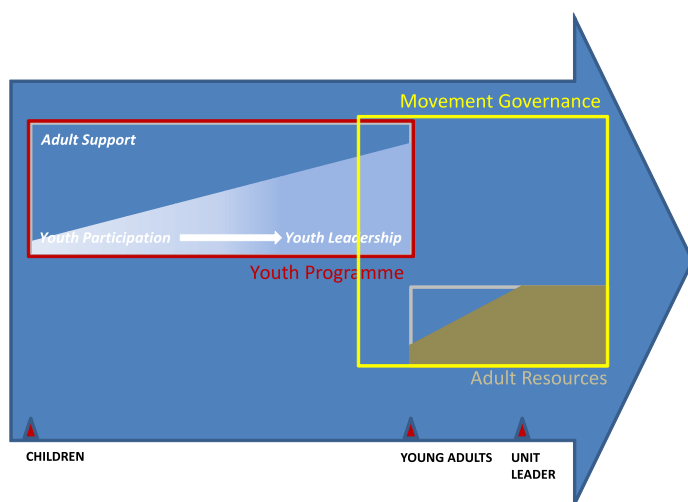 Movement Governance
Adult Support
Youth Participation
Youth Leadership
Youth Programme
Adult Resources
CHILDREN
YOUNG ADULTS
UNIT
LEADER